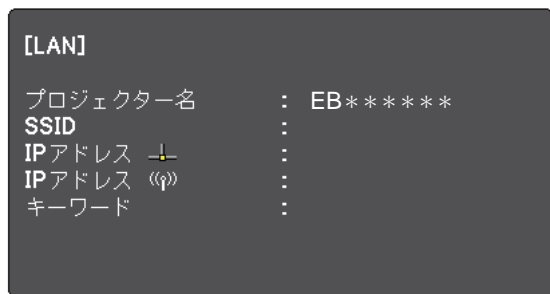 [LAN]
プロジェクター名 : EB＊＊＊＊＊＊
SSID :
IPアドレス :
IPアドレス :
キーワード :